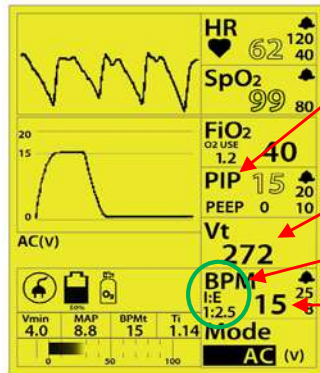 HR
62
120
40
SpO2
99
80
20
15
0
AC(V)
FiO2
O2 USE
1.2
40
PIP
15
20
10
PEEP 0
Vt
272
BPM
I:E
1:2.5
15
25
Mode
AC (V)
O2
50%
Vmin MAP BPMt Ti
4.0 8.8 15 1.14
0 50 100